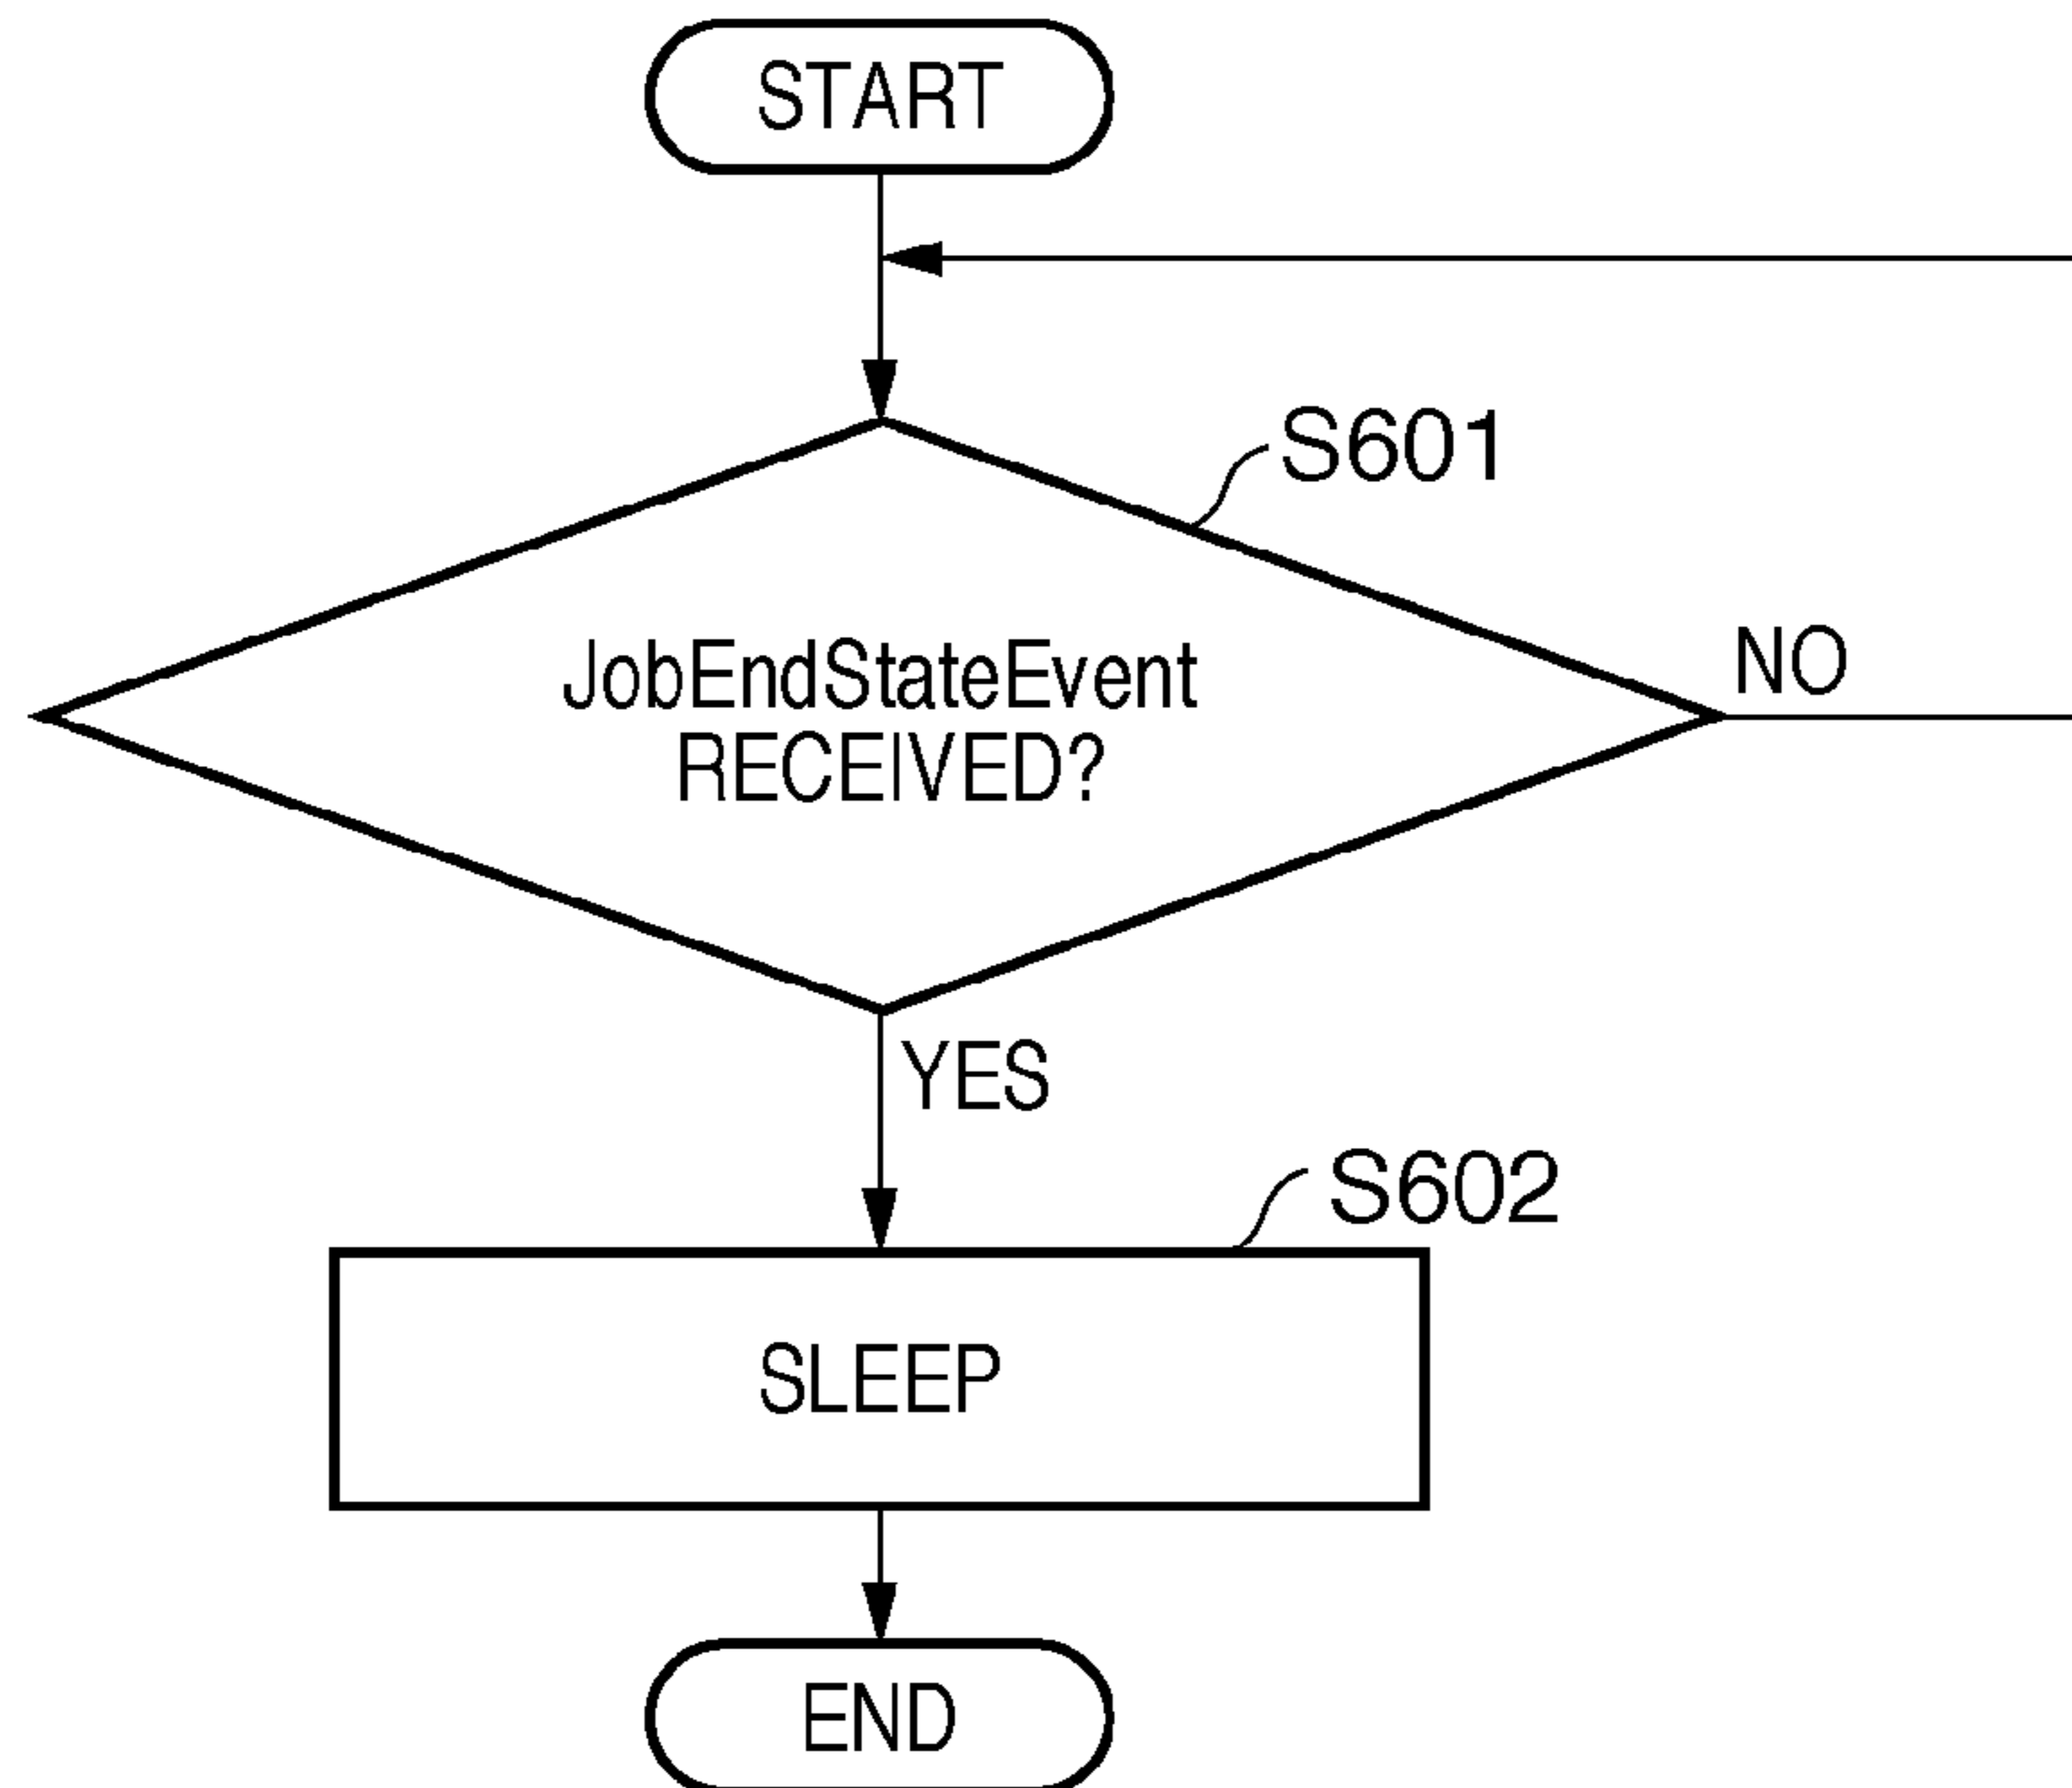 START
S601
JobEndStateEvent
RECEIVED?
NO
YES
S602
SLEEP
END